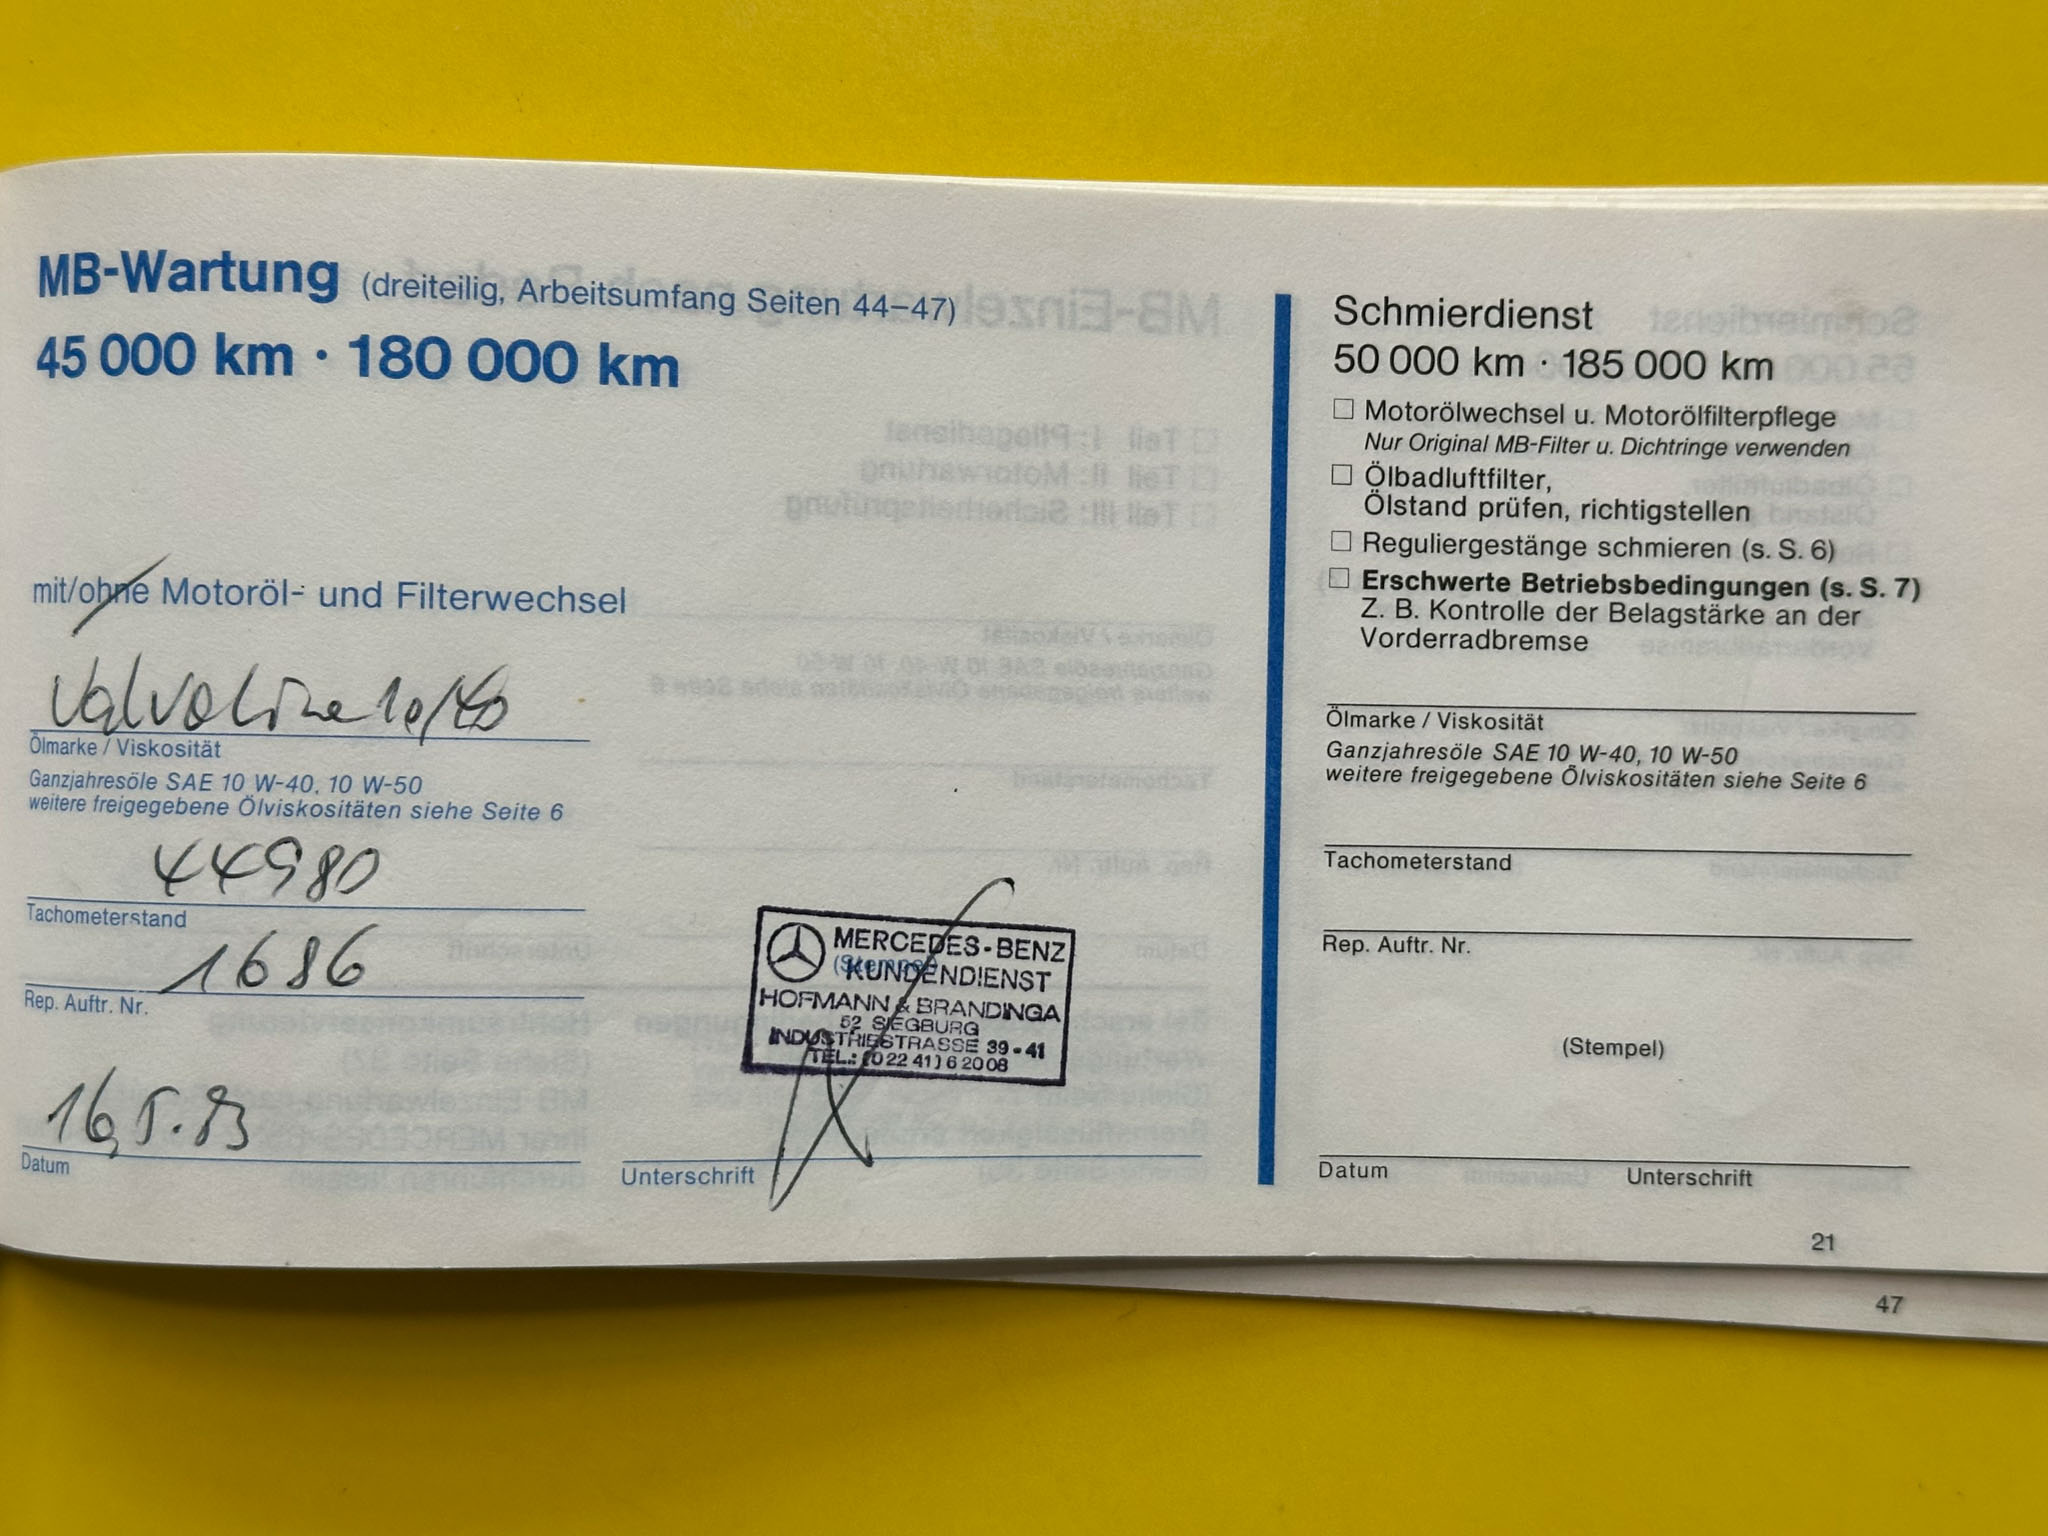 MB-Wartung (dreiteilig, Arbeitsumfang Seiten 44–47)
45 000 km · 180 000 km
mit/ohne Motoröl- und Filterwechsel
Valvoline 10/40
Ölmarke / Viskosität
Ganzjahresöle SAE 10 W-40, 10 W-50
weitere freigegebene Ölviskositäten siehe Seite 6
44980
Tachometerstand
1686
Rep. Auftr. Nr.
16.5.83
Datum
MERCEDES-BENZ
(Stempel)
KUNDENDIENST
HOFMANN & BRANDINGA
52 SIEGBURG
INDUSTRIESTRASSE 39-41
TEL.: (0 22 41) 6 20 08
Unterschrift
Schmierdienst
50 000 km · 185 000 km
☐ Motorölwechsel u. Motorölfilterpflege
Nur Original MB-Filter u. Dichtringe verwenden
☐ Ölbadluftfilter,
Ölstand prüfen, richtigstellen
☐ Reguliergestänge schmieren (s. S. 6)
☐ Erschwerte Betriebsbedingungen (s. S. 7)
Z. B. Kontrolle der Belagstärke an der
Vorderradbremse
Ölmarke / Viskosität
Ganzjahresöle SAE 10 W-40, 10 W-50
weitere freigegebene Ölviskositäten siehe Seite 6
Tachometerstand
Rep. Auftr. Nr.
(Stempel)
Datum Unterschrift
21
47